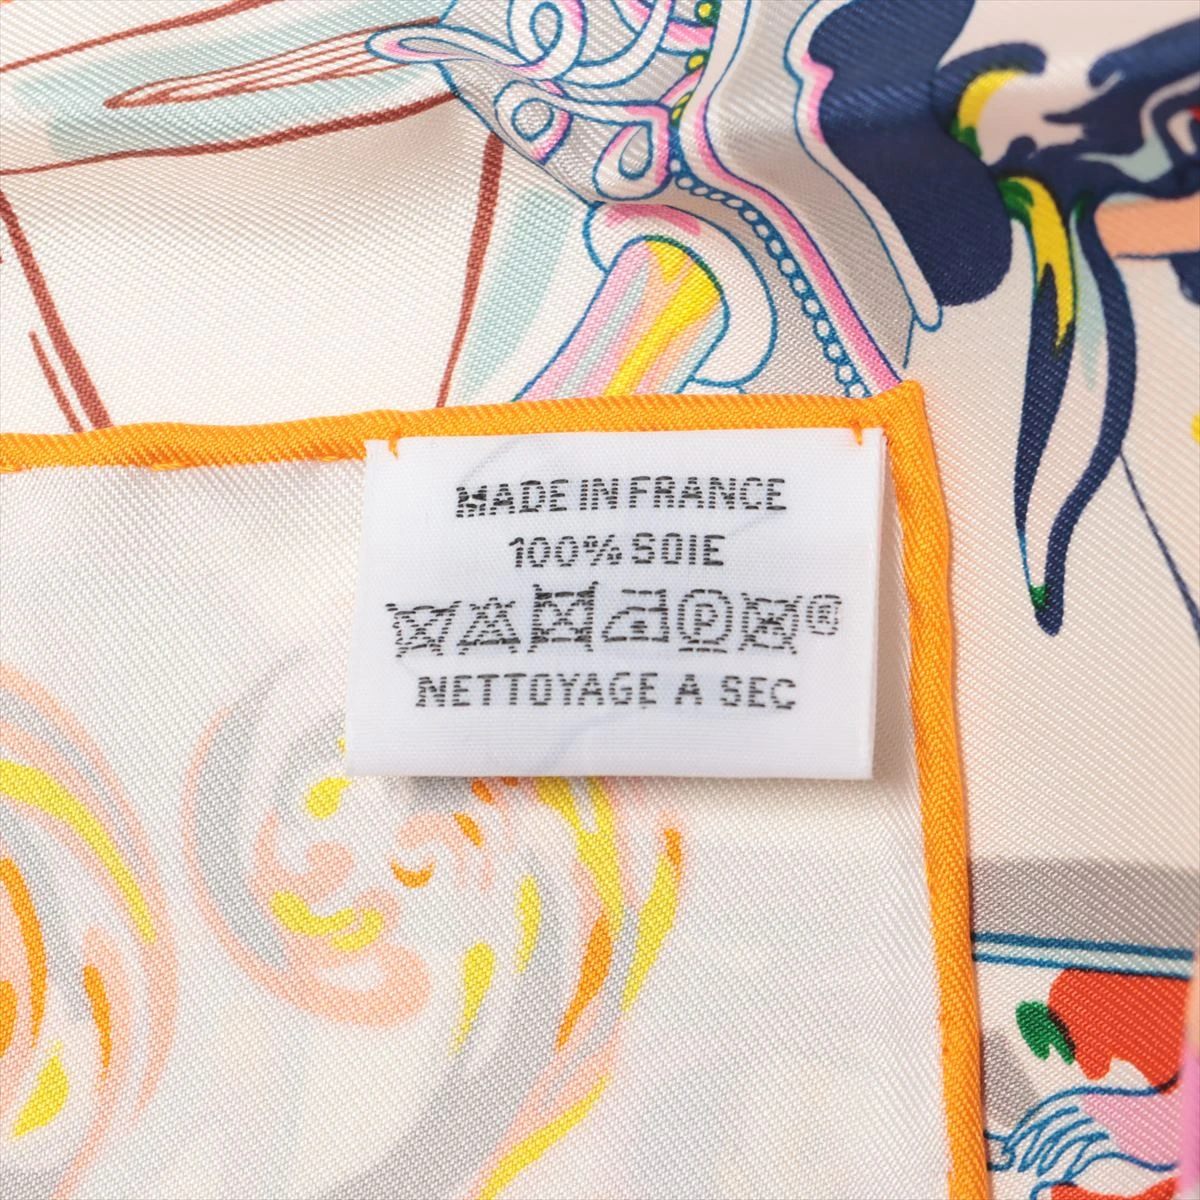 MADE IN FRANCE
100% SOIE
P ®
NETTOYAGE A SEC